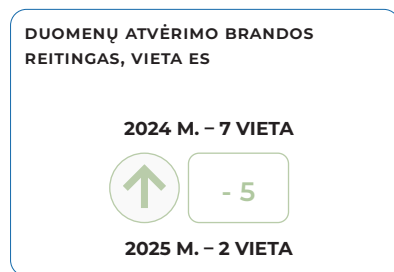 DUOMENŲ ATVĖRIMO BRANDOS
REITINGAS, VIETA ES
2024 M. – 7 VIETA
- 5
2025 M. – 2 VIETA